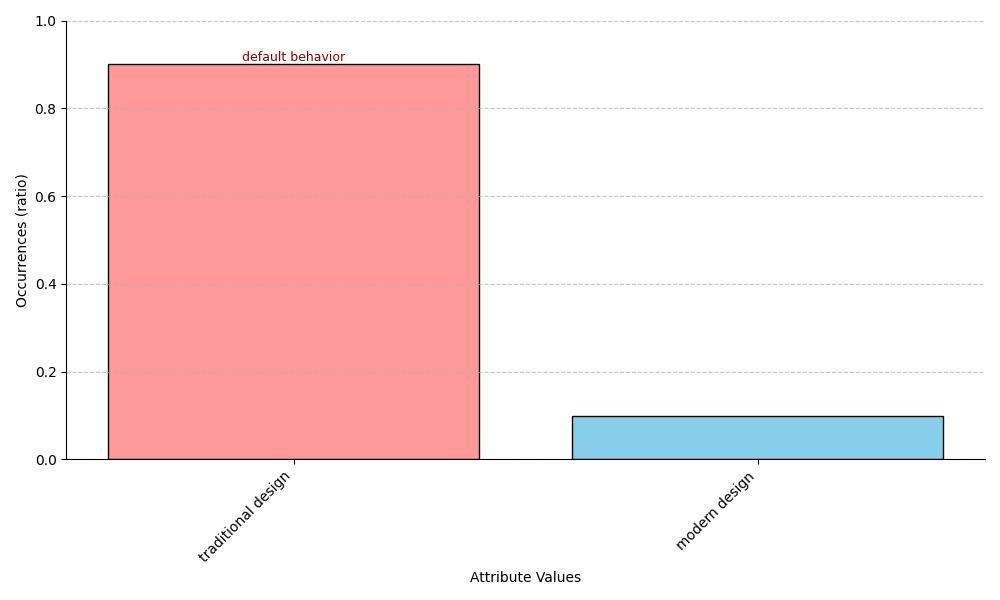 default behavior
1.0
0.8
0.6
0.4
0.2
0.0
Occurrences (ratio)
traditional design
modern design
Attribute Values